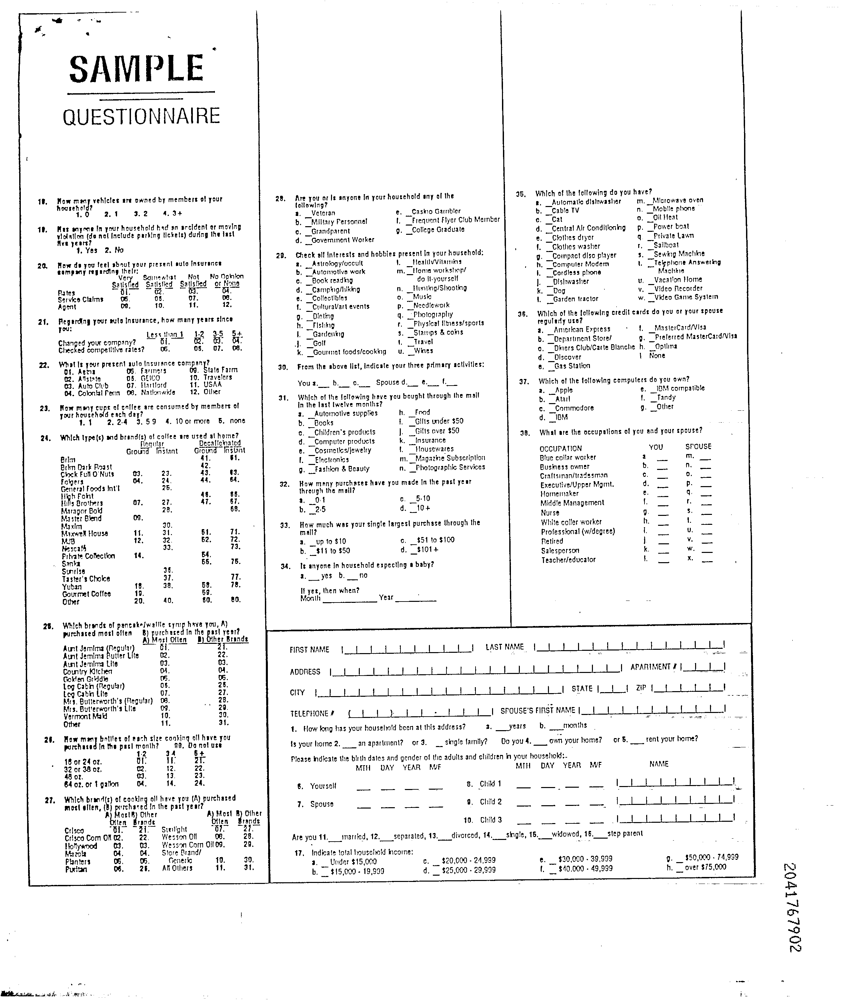 SAMPLE
QUESTIONNAIRE
18. How many vehicles are owned by members of your
household?
1. 0 2. 1 3. 2 4. 3+
19. Has anyone in your household had an accident or moving
violation (do not include parking tickets) during the last
five years?
1. Yes 2. No
20. How do you feel about your present auto insurance
company regarding their:
Very Somewhat Not No Opinion
Satisfied Satisfied Satisfied or None
Rates 01. 02. 03. 04.
Service Claims 05. 06. 07. 08.
Agent 09. 10. 11. 12.
21. Regarding your auto insurance, how many years since
you:
Less than 1 1-2 3-5 5+
Changed your company? 01. 02. 03. 04.
Checked competitive rates? 05. 06. 07. 08.
22. What is your present auto insurance company?
01. Aetna 05. Farmers 09. State Farm
02. Allstate 06. GEICO 10. Travelers
03. Auto Club 07. Hartford 11. USAA
04. Colonial Penn 08. Nationwide 12. Other
23. How many cups of coffee are consumed by members of
your household each day?
1. 1 2. 2-4 3. 5-9 4. 10 or more 5. none
24. Which type(s) and brand(s) of coffee are used at home?
Regular Decaffeinated
Ground Instant Ground Instant
Brim 41. 61.
Brim Dark Roast 42.
Chock Full O'Nuts 03. 23. 43. 63.
Folgers 04. 24. 44. 64.
General Foods Int'l 25.
High Point 46. 66.
Hills Brothers 07. 27. 47. 67.
Maragor Bold 28. 68.
Master Blend 09.
Maxim 30.
Maxwell House 11. 31. 51. 71.
MJB 12. 32. 52. 72.
Nescafé 33. 73.
Private Collection 14. 54.
Sanka 55. 75.
Sunrise 36.
Taster's Choice 37. 77.
Yuban 18. 38. 58. 78.
Gourmet Coffee 19. 59.
Other 20. 40. 60. 80.
25. Which brands of pancake/waffle syrup have you, A)
purchased most often B) purchased in the past year?
A) Most Often B) Other Brands
Aunt Jemima (Regular) 01. 21.
Aunt Jemima Butter Lite 02. 22.
Aunt Jemima Lite 03. 03.
Country Kitchen 04. 04.
Golden Griddle 05. 05.
Log Cabin (Regular) 06. 26.
Log Cabin Lite 07. 27.
Mrs. Butterworth's (Regular) 08. 28.
Mrs. Butterworth's Lite 09. 29.
Vermont Maid 10. 30.
Other 11. 31.
26. How many bottles of each size cooking oil have you
purchased in the past month? 99. Do not use
1-2 3-4 5+
16 or 24 oz. 01. 11. 21.
32 or 38 oz. 02. 12. 22.
48 oz. 03. 13. 23.
64 oz. or 1 gallon 04. 14. 24.
27. Which brand(s) of cooking oil have you (A) purchased
most often, (B) purchased in the past year?
A) Most B) Other A) Most B) Other
Often Brands Often Brands
Crisco 01. 21. Sunlight 07. 27.
Crisco Corn Oil 02. 22. Wesson Oil 08. 28.
Hollywood 03. 03. Wesson Corn Oil 09. 29.
Mazola 04. 04. Store Brand/
Planters 05. 05. Generic 10. 30.
Puritan 06. 26. All Others 11. 31.
28. Are you or is anyone in your household any of the
following?
a. _Veteran e. _Casino Gambler
b. _Military Personnel f. _Frequent Flyer Club Member
c. _Grandparent g. _College Graduate
d. _Government Worker
29. Check all interests and hobbies present in your household:
a. _Astrology/occult l. _Health/Vitamins
b. _Automotive work m. _Home workshop/
c. _Book reading do-it-yourself
d. _Camping/hiking n. _Hunting/Shooting
e. _Collectibles o. _Music
f. _Cultural/art events p. _Needlework
g. _Dieting q. _Photography
h. _Fishing r. _Physical fitness/sports
i. _Gardening s. _Stamps & coins
j. _Golf t. _Travel
k. _Gourmet foods/cooking u. _Wines
30. From the above list, indicate your three primary activities:
You a.__ b.__ c.__ Spouse d.__ e.__ f.__
31. Which of the following have you bought through the mail
in the last twelve months?
a. _Automotive supplies h. _Food
b. _Books i. _Gifts under $50
c. _Children's products j. _Gifts over $50
d. _Computer products k. _Insurance
e. _Cosmetics/jewelry l. _Housewares
f. _Electronics m. _Magazine Subscription
g. _Fashion & Beauty n. _Photographic Services
32. How many purchases have you made in the past year
through the mail?
a. _0-1 c. _5-10
b. _2-5 d. _10+
33. How much was your single largest purchase through the
mail?
a. _up to $10 c. _$51 to $100
b. _$11 to $50 d. _$101+
34. Is anyone in household expecting a baby?
a.__ yes b.__ no
If yes, then when?
Month ____ Year ____
35. Which of the following do you have?
a. _Automatic dishwasher m. _Microwave oven
b. _Cable TV n. _Mobile phone
c. _Cat o. _Oil Heat
d. _Central Air Conditioning p. _Power boat
e. _Clothes dryer q. _Private Lawn
f. _Clothes washer r. _Sailboat
g. _Compact disc player s. _Sewing Machine
h. _Computer Modem t. _Telephone Answering
i. _Cordless phone Machine
j. _Dishwasher u. _Vacation Home
k. _Dog v. _Video Recorder
l. _Garden tractor w. _Video Game System
36. Which of the following credit cards do you or your spouse
regularly use?
a. _American Express f. _MasterCard/Visa
b. _Department Store/ g. _Preferred MasterCard/Visa
c. _Diners Club/Carte Blanche h. _Optima
d. _Discover i _None
e. _Gas Station
37. Which of the following computers do you own?
a. _Apple e. _IBM compatible
b. _Atari f. _Tandy
c. _Commodore g. _Other
d. _IBM
38. What are the occupations of you and your spouse?
OCCUPATION YOU SPOUSE
Blue collar worker a __ m. __
Business owner b. __ n. __
Craftsman/tradesman c. __ o. __
Executive/Upper Mgmt. d. __ p. __
Homemaker e. __ q. __
Middle Management f. __ r. __
Nurse g. __ s. __
White collar worker h. __ t. __
Professional (w/degree) i. __ u. __
Retired j __ v. __
Salesperson k. __ w. __
Teacher/educator l. __ x. __
FIRST NAME LAST NAME
ADDRESS APARTMENT #
CITY STATE ZIP
TELEPHONE # SPOUSE'S FIRST NAME
1. How long has your household been at this address? a. __years b. __months
Is your home 2. __ an apartment? or 3. __ single family? Do you 4. __ own your home? or 5. __ rent your home?
Please indicate the birth dates and gender of the adults and children in your household:
MTH DAY YEAR M/F MTH DAY YEAR M/F NAME
6. Yourself 8. Child 1
7. Spouse 9. Child 2
10. Child 3
Are you 11. __married, 12. __separated, 13. __divorced, 14. __single, 15. __widowed, 16. __step parent
17. Indicate total household income:
a. _ Under $15,000 c. _ $20,000 - 24,999 e. _ $30,000 - 39,999 g. _ $50,000 - 74,999
b. _ $15,000 - 19,999 d. _ $25,000 - 29,999 f. _ $40,000 - 49,999 h. _ over $75,000
2041767902